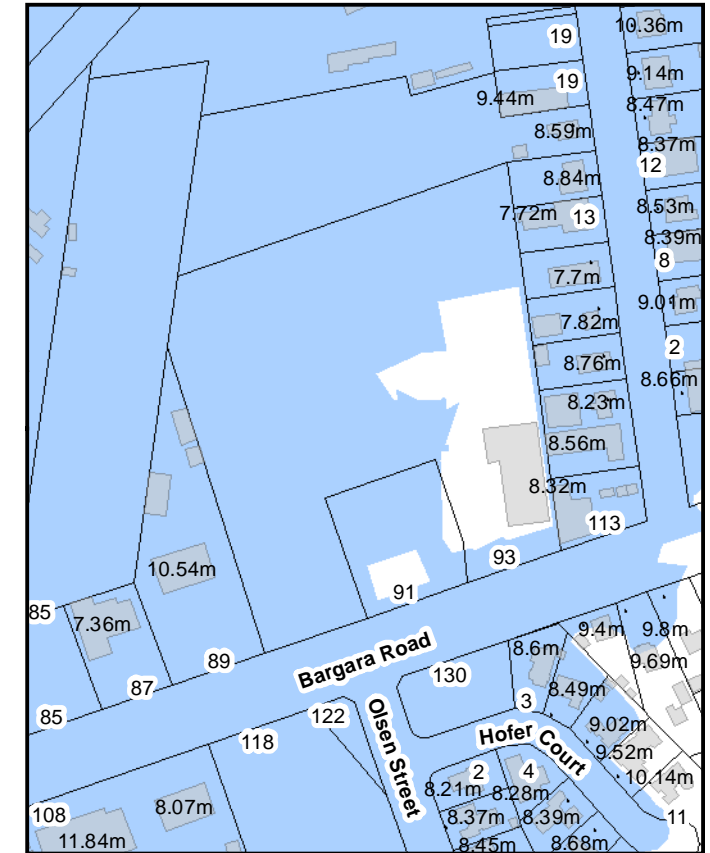 10.36m
19
9.14m
19
9.44m
8.47m
8.59m
8.37m
12
8.84m
8.53m
7.72m
13
8.39m
8
7.7m
9.01m
7.82m
2
8.76m
8.66m
8.23m
8.56m
8.32m
113
93
10.54m
91
85
7.36m
9.4m
9.8m
Bargara Road
8.6m
9.69m
89
130
87
8.49m
3
85
122
Olsen Street
9.02m
118
Hofer Court
9.52m
2
4
10.14m
8.21m
8.28m
8.07m
108
8.37m
8.39m
11
11.84m
8.45m
8.68m